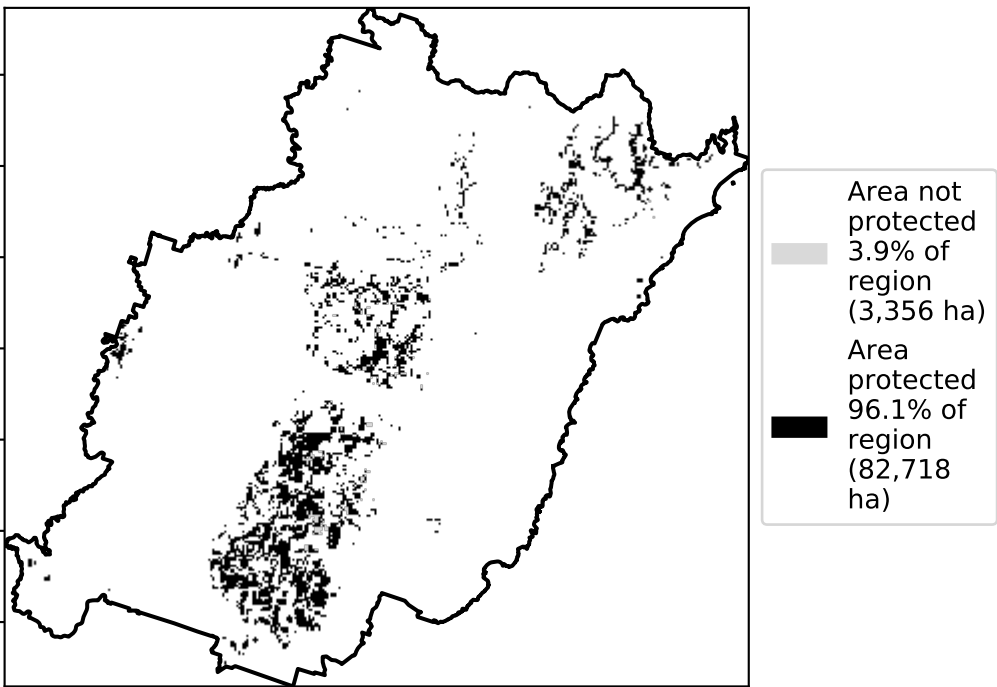 Area not
protected
3.9% of
region
(3,356 ha)
Area
protected
96.1% of
region
(82,718
ha)